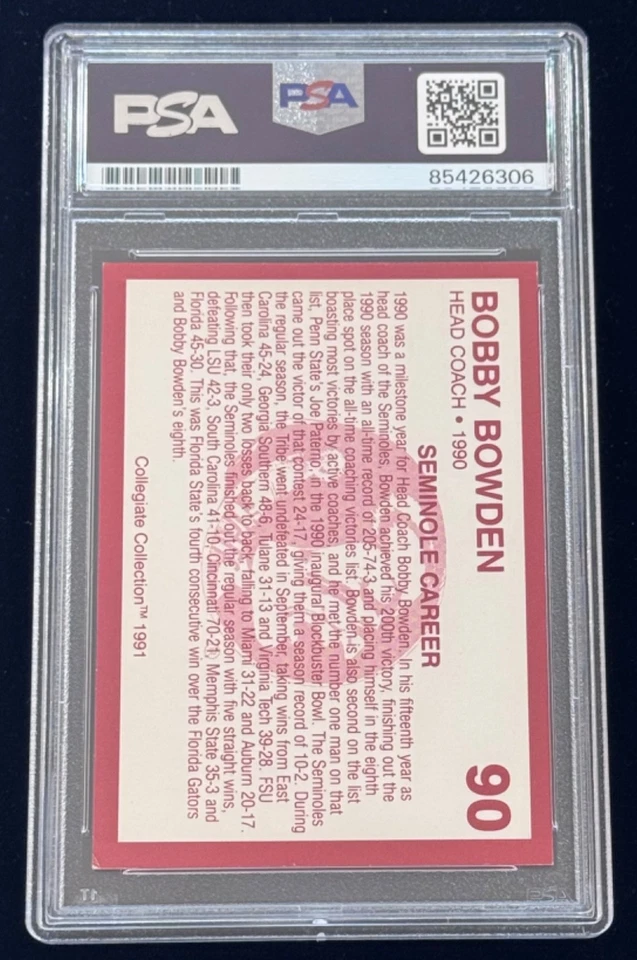 PSA
PSA
85426306
BOBBY BOWDEN 90
HEAD COACH • 1990
SEMINOLE CAREER
1990 was a milestone year for Head Coach Bobby Bowden. In his fifteenth year as
head coach of the Seminoles, Bowden achieved his 200th victory, finishing out the
1990 season with an all-time record of 205-74-3 and placing himself in the eighth
place spot on the all-time coaching victories list. Bowden is also second on the list
boasting most victories by active coaches, and he met the number one man on that
list, Penn State's Joe Paterno, in the 1990 inaugural Blockbuster Bowl. The Seminoles
came out the victor of that contest 24-17, giving them a season record of 10-2. During
the regular season, the Tribe went undefeated in September, taking wins from East
Carolina 45-24, Georgia Southern 48-6, Tulane 31-13 and Virginia Tech 39-28. FSU
then took their only two losses back to back, falling to Miami 31-22 and Auburn 20-17.
Following that, the Seminoles finished out the regular season with five straight wins,
defeating LSU 42-3, South Carolina 41-10, Cincinnati 70-21, Memphis State 35-3 and
Florida 45-30. This was Florida State's fourth consecutive win over the Florida Gators
and Bobby Bowden's eighth.
Collegiate Collection™ 1991
PSA